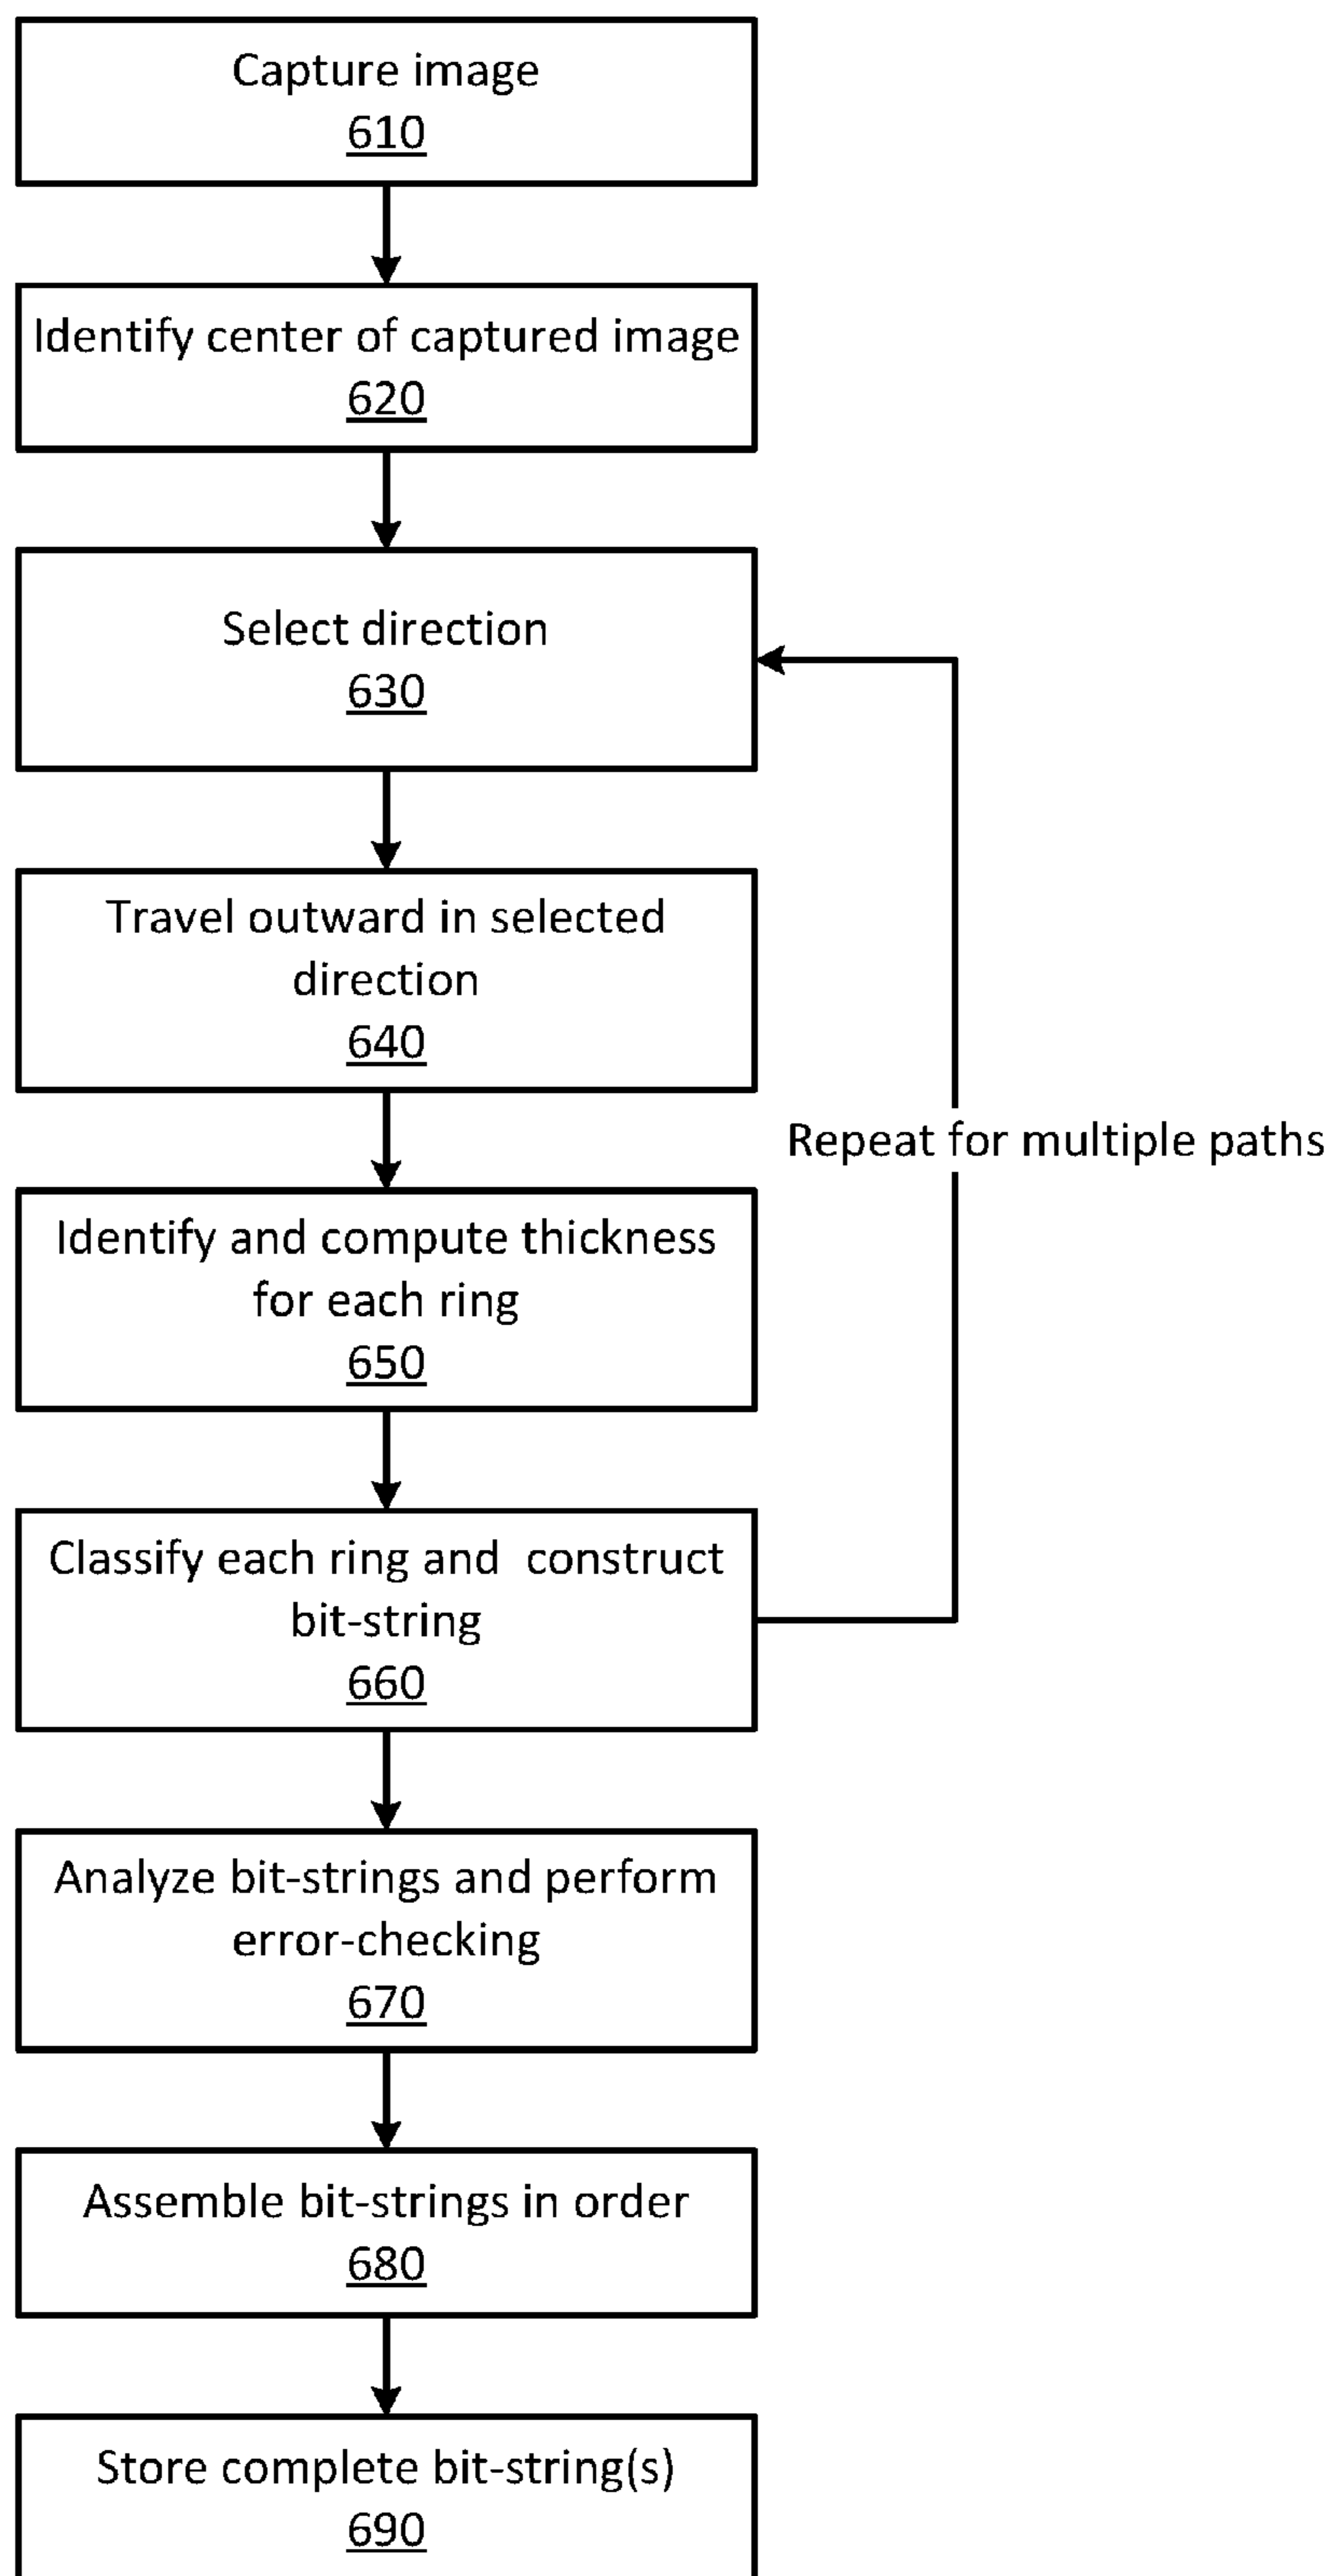 Capture image
610
Identify center of captured image
620
Select direction
630
Travel outward in selected
direction
640
Repeat for multiple paths
Identify and compute thickness
for each ring
650
Classify each ring and construct
bit-string
660
Analyze bit-strings and perform
error-checking
670
Assemble bit-strings in order
680
Store complete bit-string(s)
690